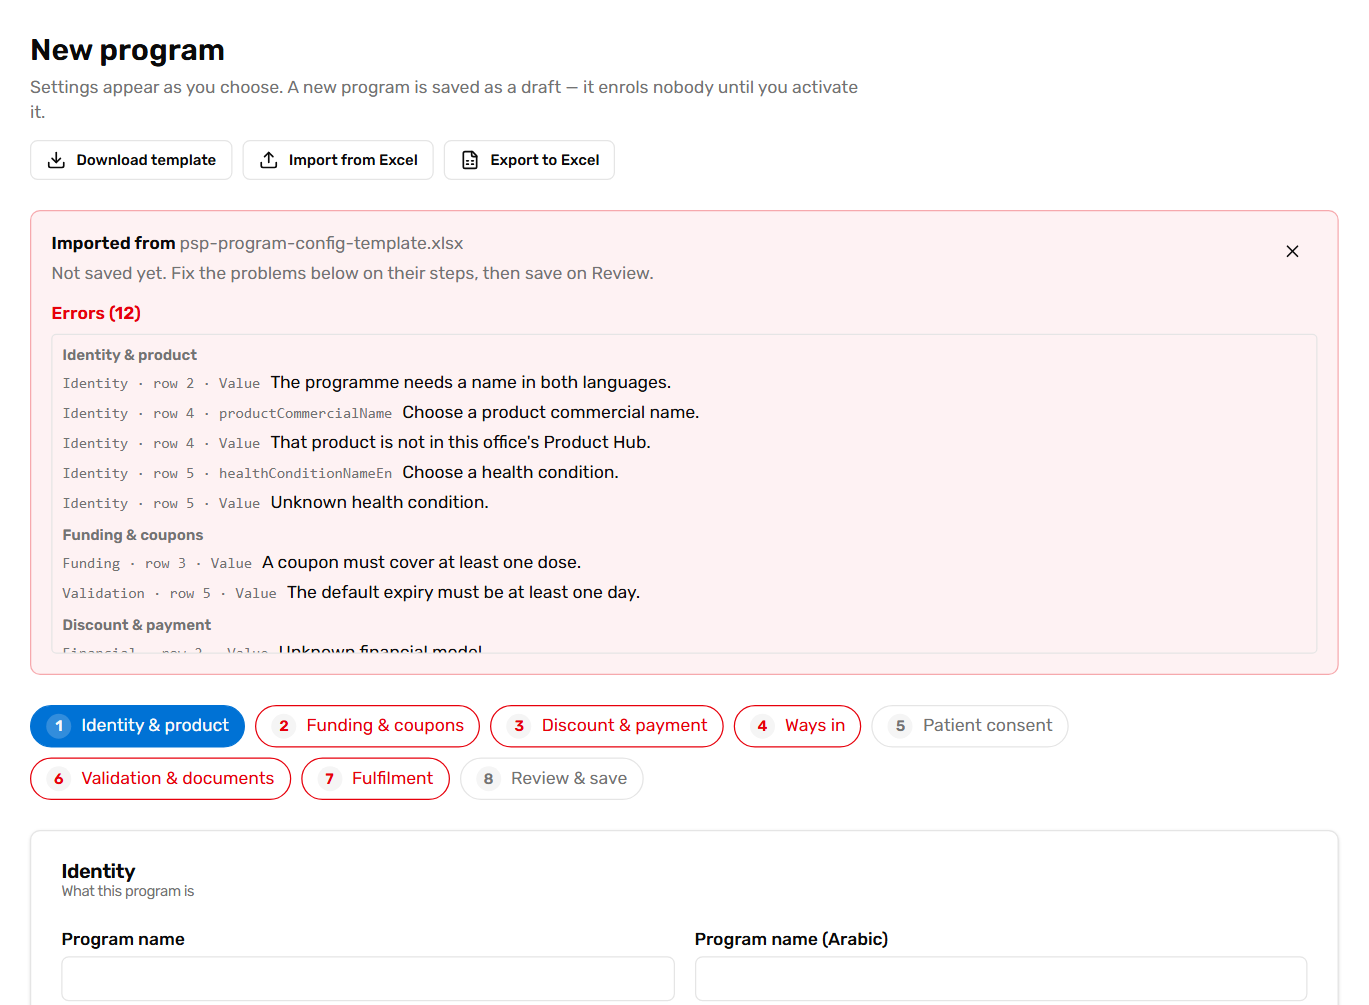 New program
Settings appear as you choose. A new program is saved as a draft — it enrols nobody until you activate
it.
Download template
Import from Excel
Export to Excel
Imported from psp-program-config-template.xlsx
Not saved yet. Fix the problems below on their steps, then save on Review.
Errors (12)
Identity & product
Identity · row 2 · Value The programme needs a name in both languages.
Identity · row 4 · productCommercialName Choose a product commercial name.
Identity · row 4 · Value That product is not in this office's Product Hub.
Identity · row 5 · healthConditionNameEn Choose a health condition.
Identity · row 5 · Value Unknown health condition.
Funding & coupons
Funding · row 3 · Value A coupon must cover at least one dose.
Validation · row 5 · Value The default expiry must be at least one day.
Discount & payment
Financial · row 2 · Value Unknown financial model
1 Identity & product
2 Funding & coupons
3 Discount & payment
4 Ways in
5 Patient consent
6 Validation & documents
7 Fulfilment
8 Review & save
Identity
What this program is
Program name
Program name (Arabic)